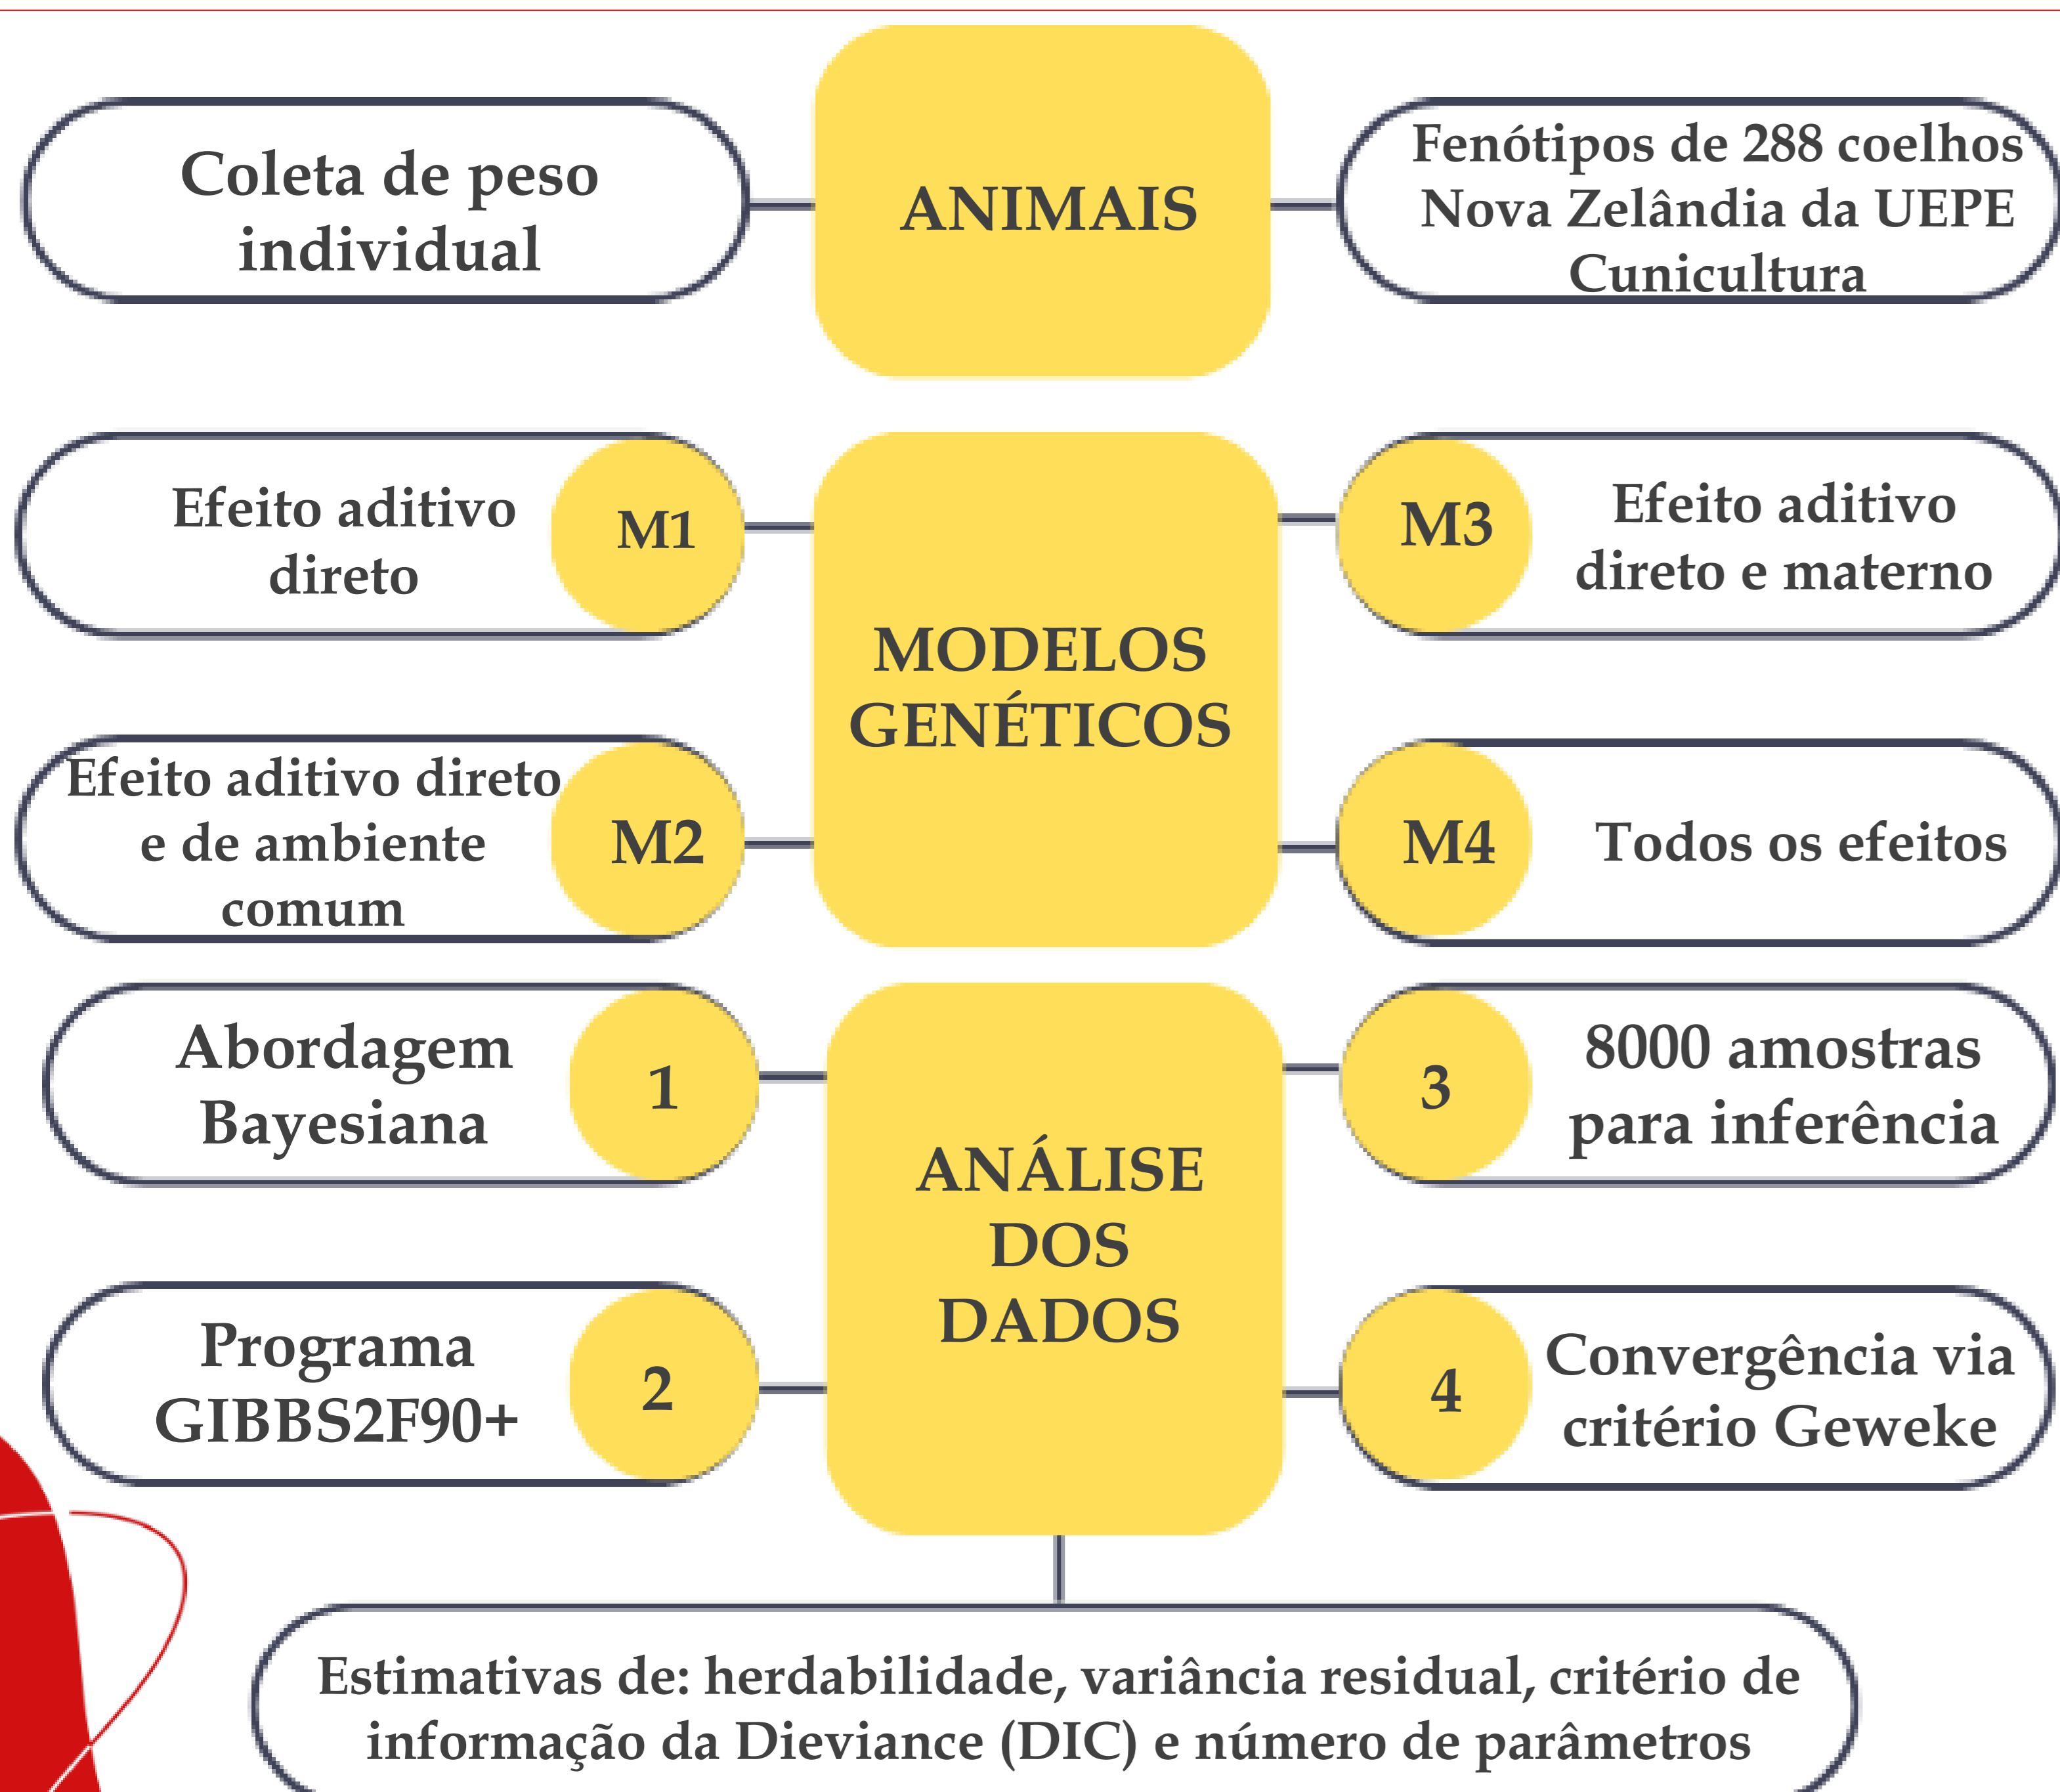 Coleta de peso
individual
ANIMAIS
Fenótipos de 288 coelhos
Nova Zelândia da UEPE
Cunicultura
Efeito aditivo
direto
M1
M3
Efeito aditivo
direto e materno
MODELOS
GENÉTICOS
Efeito aditivo direto
e de ambiente
comum
M2
M4
Todos os efeitos
Abordagem
Bayesiana
1
3
8000 amostras
para inferência
ANÁLISE
DOS
DADOS
Programa
GIBBS2F90+
2
4
Convergência via
critério Geweke
Estimativas de: herdabilidade, variância residual, critério de
informação da Dieviance (DIC) e número de parâmetros